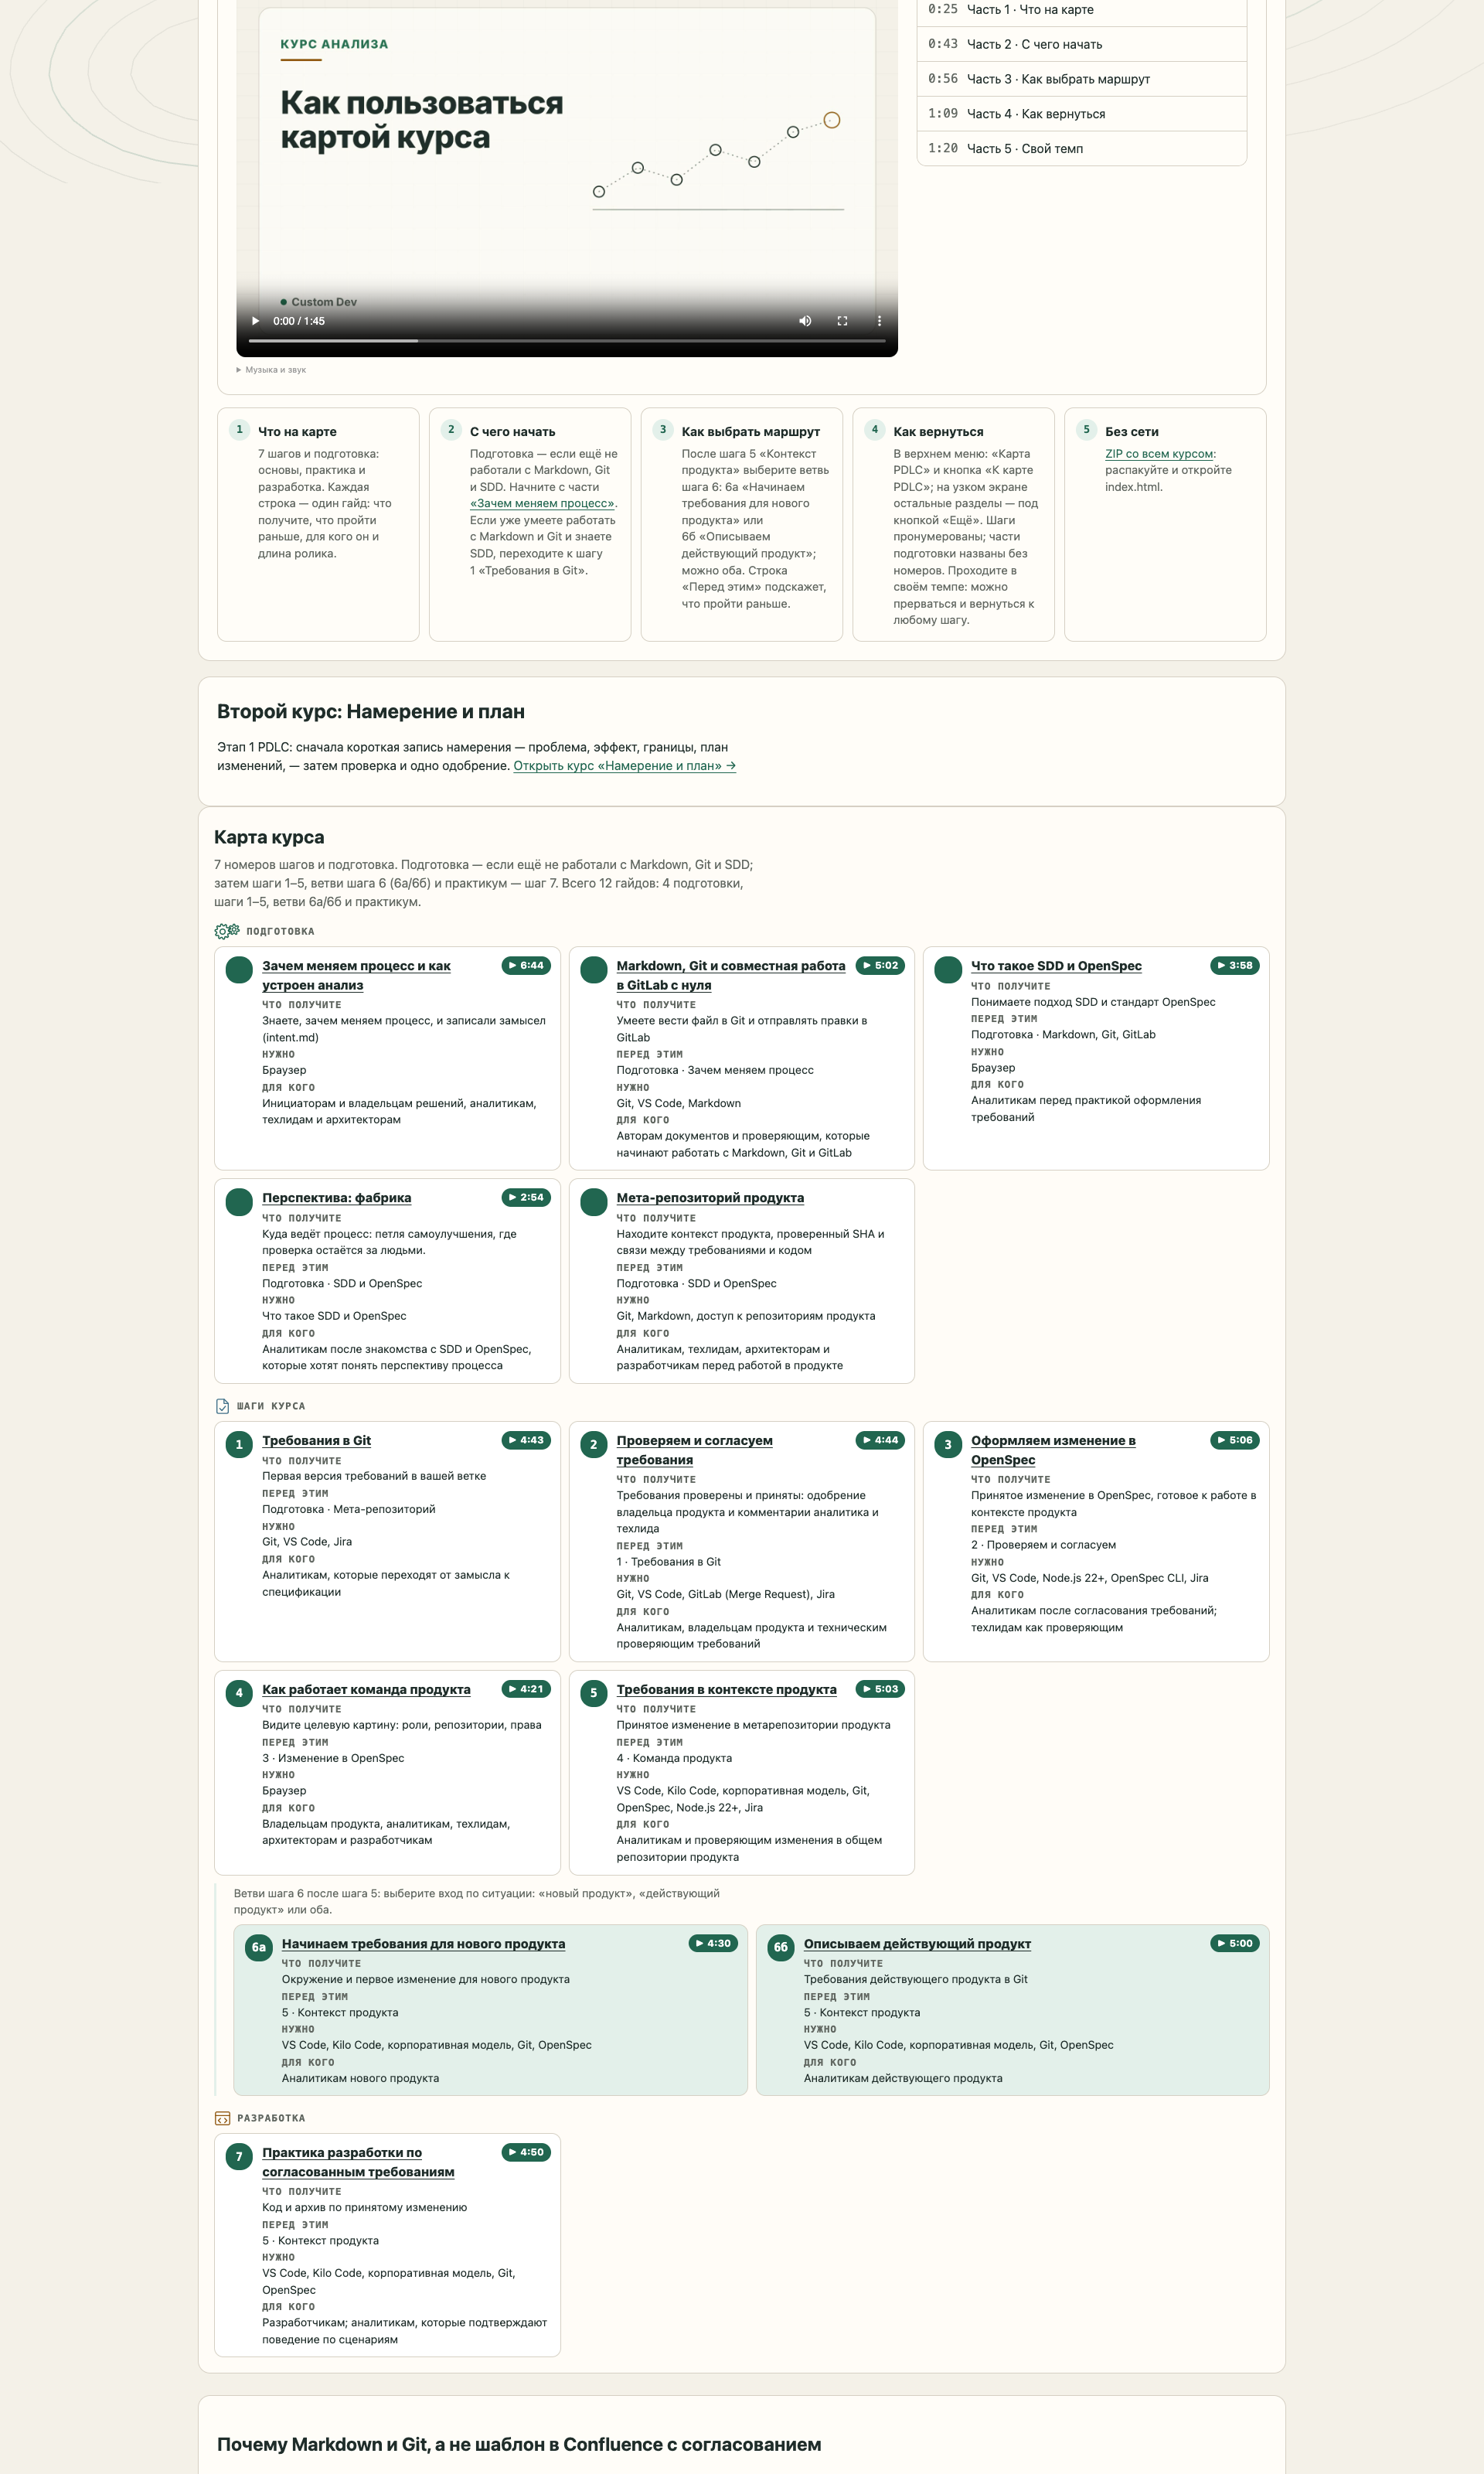 КУРС АНАЛИЗА
Как пользоваться
картой курса
Custom Dev
0:00 / 1:45
Музыка и звук
0:25 Часть 1 · Что на карте
0:43 Часть 2 · С чего начать
0:56 Часть 3 · Как выбрать маршрут
1:09 Часть 4 · Как вернуться
1:20 Часть 5 · Свой темп
1 Что на карте
7 шагов и подготовка:
основы, практика и
разработка. Каждая
строка — один гайд: что
получите, что пройти
раньше, для кого он и
длина ролика.
2 С чего начать
Подготовка — если ещё не
работали с Markdown, Git
и SDD. Начните с части
«Зачем меняем процесс».
Если уже умеете работать
с Markdown и Git и знаете
SDD, переходите к шагу
1 «Требования в Git».
3 Как выбрать маршрут
После шага 5 «Контекст
продукта» выберите ветвь
шага 6: 6а «Начинаем
требования для нового
продукта» или
6б «Описываем
действующий продукт»;
можно оба. Строка
«Перед этим» подскажет,
что пройти раньше.
4 Как вернуться
В верхнем меню: «Карта
PDLC» и кнопка «К карте
PDLC»; на узком экране
остальные разделы — под
кнопкой «Ещё». Шаги
пронумерованы; части
подготовки названы без
номеров. Проходите в
своём темпе: можно
прерваться и вернуться к
любому шагу.
5 Без сети
ZIP со всем курсом:
распакуйте и откройте
index.html.
Второй курс: Намерение и план
Этап 1 PDLC: сначала короткая запись намерения — проблема, эффект, границы, план
изменений, — затем проверка и одно одобрение. Открыть курс «Намерение и план» →
Карта курса
7 номеров шагов и подготовка. Подготовка — если ещё не работали с Markdown, Git и SDD;
затем шаги 1–5, ветви шага 6 (6а/6б) и практикум — шаг 7. Всего 12 гайдов: 4 подготовки,
шаги 1–5, ветви 6а/6б и практикум.
ПОДГОТОВКА
Зачем меняем процесс и как 6:44
устроен анализ
ЧТО ПОЛУЧИТЕ
Знаете, зачем меняем процесс, и записали замысел
(intent.md)
НУЖНО
Браузер
ДЛЯ КОГО
Инициаторам и владельцам решений, аналитикам,
техлидам и архитекторам
Markdown, Git и совместная работа 5:02
в GitLab с нуля
ЧТО ПОЛУЧИТЕ
Умеете вести файл в Git и отправлять правки в
GitLab
ПЕРЕД ЭТИМ
Подготовка · Зачем меняем процесс
НУЖНО
Git, VS Code, Markdown
ДЛЯ КОГО
Авторам документов и проверяющим, которые
начинают работать с Markdown, Git и GitLab
Что такое SDD и OpenSpec 3:58
ЧТО ПОЛУЧИТЕ
Понимаете подход SDD и стандарт OpenSpec
ПЕРЕД ЭТИМ
Подготовка · Markdown, Git, GitLab
НУЖНО
Браузер
ДЛЯ КОГО
Аналитикам перед практикой оформления
требований
Перспектива: фабрика 2:54
ЧТО ПОЛУЧИТЕ
Куда ведёт процесс: петля самоулучшения, где
проверка остаётся за людьми.
ПЕРЕД ЭТИМ
Подготовка · SDD и OpenSpec
НУЖНО
Что такое SDD и OpenSpec
ДЛЯ КОГО
Аналитикам после знакомства с SDD и OpenSpec,
которые хотят понять перспективу процесса
Мета-репозиторий продукта
ЧТО ПОЛУЧИТЕ
Находите контекст продукта, проверенный SHA и
связи между требованиями и кодом
ПЕРЕД ЭТИМ
Подготовка · SDD и OpenSpec
НУЖНО
Git, Markdown, доступ к репозиториям продукта
ДЛЯ КОГО
Аналитикам, техлидам, архитекторам и
разработчикам перед работой в продукте
ШАГИ КУРСА
1 Требования в Git 4:43
ЧТО ПОЛУЧИТЕ
Первая версия требований в вашей ветке
ПЕРЕД ЭТИМ
Подготовка · Мета-репозиторий
НУЖНО
Git, VS Code, Jira
ДЛЯ КОГО
Аналитикам, которые переходят от замысла к
спецификации
2 Проверяем и согласуем 4:44
требования
ЧТО ПОЛУЧИТЕ
Требования проверены и приняты: одобрение
владельца продукта и комментарии аналитика и
техлида
ПЕРЕД ЭТИМ
1 · Требования в Git
НУЖНО
Git, VS Code, GitLab (Merge Request), Jira
ДЛЯ КОГО
Аналитикам, владельцам продукта и техническим
проверяющим требований
3 Оформляем изменение в 5:06
OpenSpec
ЧТО ПОЛУЧИТЕ
Принятое изменение в OpenSpec, готовое к работе в
контексте продукта
ПЕРЕД ЭТИМ
2 · Проверяем и согласуем
НУЖНО
Git, VS Code, Node.js 22+, OpenSpec CLI, Jira
ДЛЯ КОГО
Аналитикам после согласования требований;
техлидам как проверяющим
4 Как работает команда продукта 4:21
ЧТО ПОЛУЧИТЕ
Видите целевую картину: роли, репозитории, права
ПЕРЕД ЭТИМ
3 · Изменение в OpenSpec
НУЖНО
Браузер
ДЛЯ КОГО
Владельцам продукта, аналитикам, техлидам,
архитекторам и разработчикам
5 Требования в контексте продукта 5:03
ЧТО ПОЛУЧИТЕ
Принятое изменение в метарепозитории продукта
ПЕРЕД ЭТИМ
4 · Команда продукта
НУЖНО
VS Code, Kilo Code, корпоративная модель, Git,
OpenSpec, Node.js 22+, Jira
ДЛЯ КОГО
Аналитикам и проверяющим изменения в общем
репозитории продукта
Ветви шага 6 после шага 5: выберите вход по ситуации: «новый продукт», «действующий
продукт» или оба.
6а Начинаем требования для нового продукта 4:30
ЧТО ПОЛУЧИТЕ
Окружение и первое изменение для нового продукта
ПЕРЕД ЭТИМ
5 · Контекст продукта
НУЖНО
VS Code, Kilo Code, корпоративная модель, Git, OpenSpec
ДЛЯ КОГО
Аналитикам нового продукта
6б Описываем действующий продукт 5:00
ЧТО ПОЛУЧИТЕ
Требования действующего продукта в Git
ПЕРЕД ЭТИМ
5 · Контекст продукта
НУЖНО
VS Code, Kilo Code, корпоративная модель, Git, OpenSpec
ДЛЯ КОГО
Аналитикам действующего продукта
РАЗРАБОТКА
7 Практика разработки по 4:50
согласованным требованиям
ЧТО ПОЛУЧИТЕ
Код и архив по принятому изменению
ПЕРЕД ЭТИМ
5 · Контекст продукта
НУЖНО
VS Code, Kilo Code, корпоративная модель, Git,
OpenSpec
ДЛЯ КОГО
Разработчикам; аналитикам, которые подтверждают
поведение по сценариям
Почему Markdown и Git, а не шаблон в Confluence с согласованием